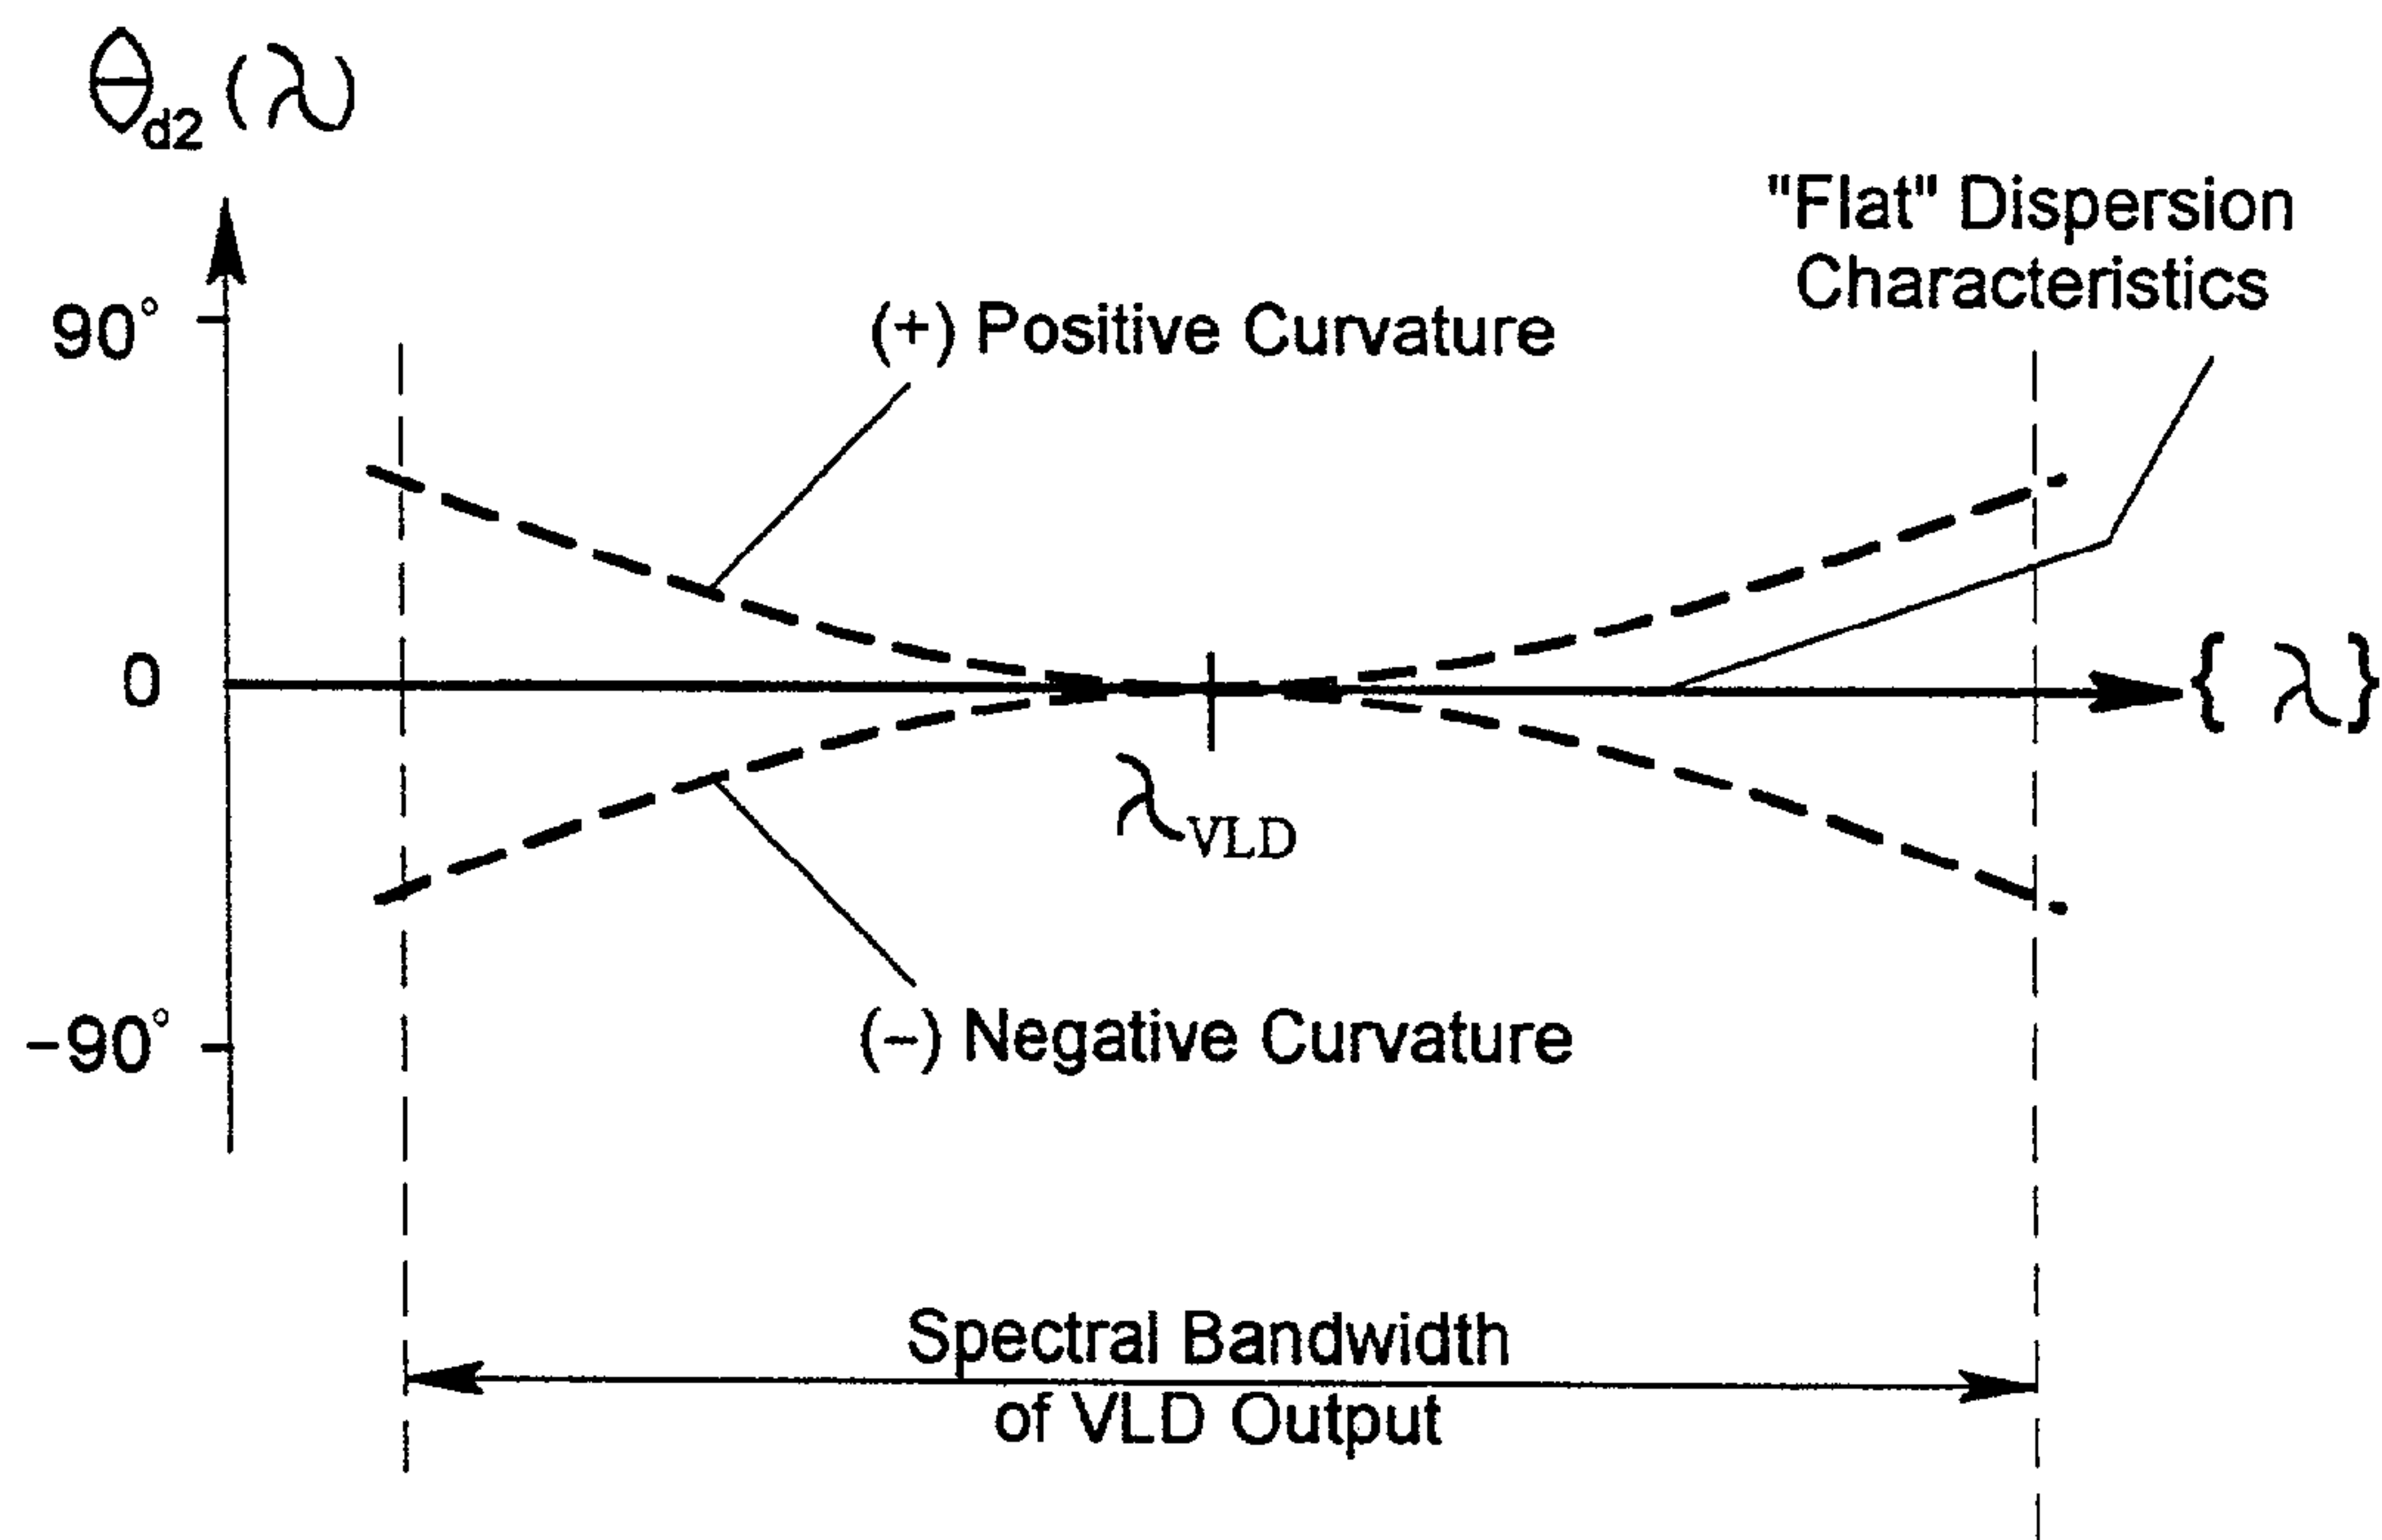 θd2 (λ)
"Flat" Dispersion
Characteristics
90°
(+) Positive Curvature
0
{ λ}
λVLD
−90°
(−) Negative Curvature
Spectral Bandwidth
of VLD Output